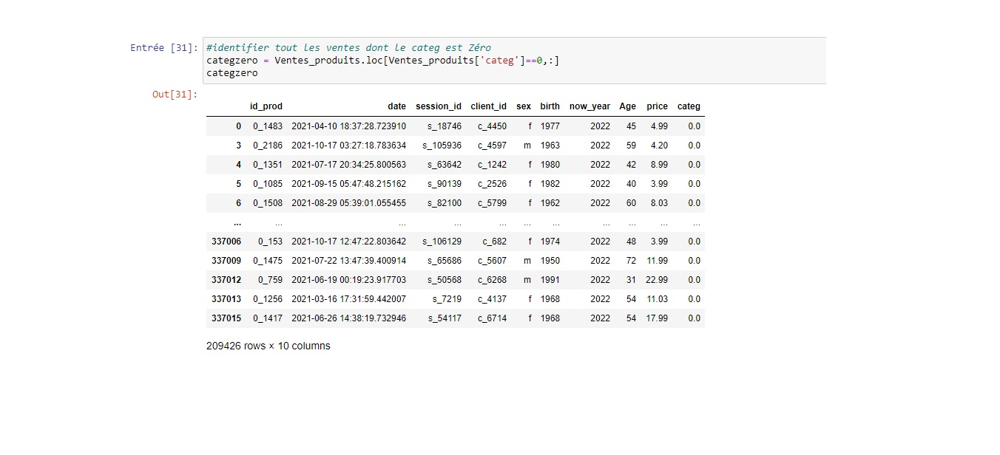 Entrée [31]: #identifier tout les ventes dont le categ est Zéro
categzero = Ventes_produits.loc[Ventes_produits['categ']==0,:]
categzero
Out[31]:
id_prod date session_id client_id sex birth now_year Age price categ
0 0_1483 2021-04-10 18:37:28.723910 s_18746 c_4450 f 1977 2022 45 4.99 0.0
3 0_2186 2021-10-17 03:27:18.783634 s_105936 c_4597 m 1963 2022 59 4.20 0.0
4 0_1351 2021-07-17 20:34:25.800563 s_63642 c_1242 f 1980 2022 42 8.99 0.0
5 0_1085 2021-09-15 05:47:48.215162 s_90139 c_2526 f 1982 2022 40 3.99 0.0
6 0_1508 2021-08-29 05:39:01.055455 s_82100 c_5799 f 1962 2022 60 8.03 0.0
... ... ... ... ... ... ... ... ... ... ...
337006 0_153 2021-10-17 12:47:22.803642 s_106129 c_682 f 1974 2022 48 3.99 0.0
337009 0_1475 2021-07-22 13:47:39.400914 s_65686 c_5607 m 1950 2022 72 11.99 0.0
337012 0_759 2021-06-19 00:19:23.917703 s_50568 c_6268 m 1991 2022 31 22.99 0.0
337013 0_1256 2021-03-16 17:31:59.442007 s_7219 c_4137 f 1968 2022 54 11.03 0.0
337015 0_1417 2021-06-26 14:38:19.732946 s_54117 c_6714 f 1968 2022 54 17.99 0.0
209426 rows × 10 columns